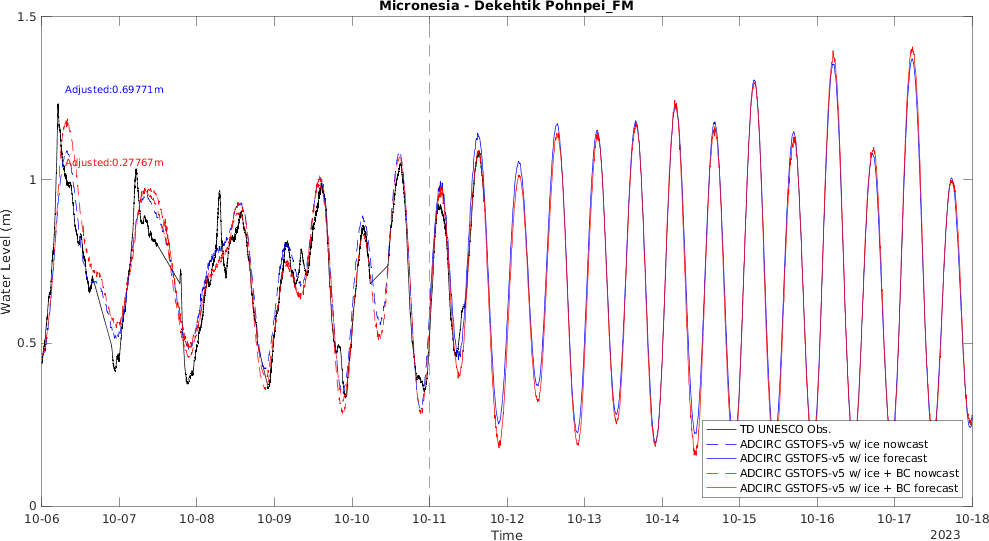 Micronesia - Dekehtik Pohnpei_FM
1.5
1
0.5
0
Water Level (m)
Adjusted:0.69771m
Adjusted:0.27767m
TD UNESCO Obs.
ADCIRC GSTOFS-v5 w/ ice nowcast
ADCIRC GSTOFS-v5 w/ ice forecast
ADCIRC GSTOFS-v5 w/ ice + BC nowcast
ADCIRC GSTOFS-v5 w/ ice + BC forecast
10-06 10-07 10-08 10-09 10-10 10-11 10-12 10-13 10-14 10-15 10-16 10-17 10-18
Time
2023